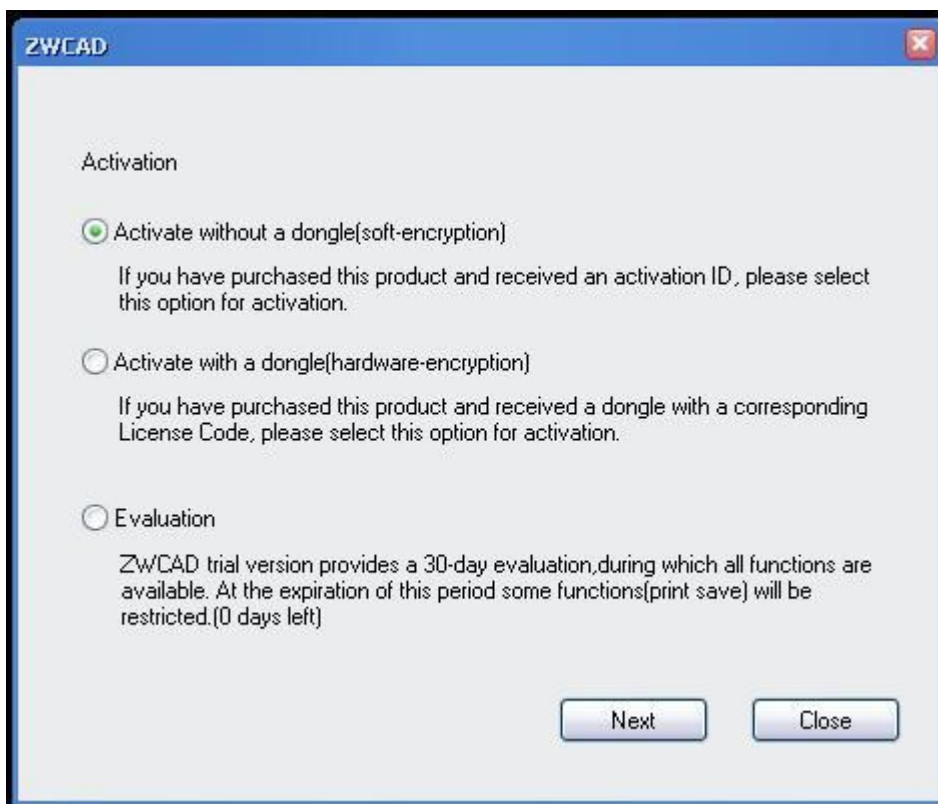 ZWCAD
Activation
Activate without a dongle(soft-encryption)
If you have purchased this product and received an activation ID, please select
this option for activation.
Activate with a dongle(hardware-encryption)
If you have purchased this product and received a dongle with a corresponding
License Code, please select this option for activation.
Evaluation
ZWCAD trial version provides a 30-day evaluation,during which all functions are
available. At the expiration of this period some functions(print save) will be
restricted.(0 days left)
Next
Close